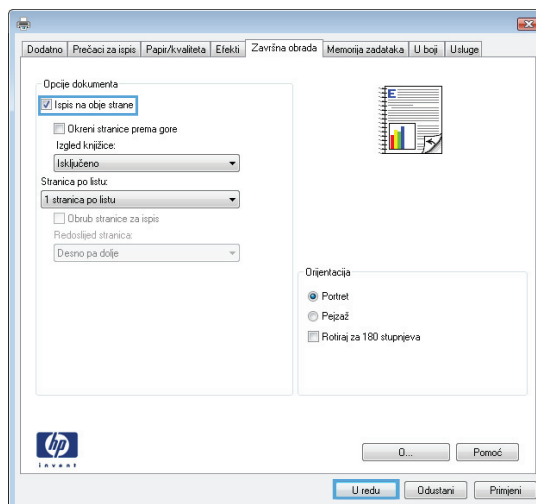 Dodatno Prečaci za ispis Papir/kvaliteta Efekti Završna obrada Memorija zadataka U boji Usluge
Opcije dokumenta
Ispis na obje strane
Okreni stranice prema gore
Izgled knjižice:
Isključeno
Stranica po listu:
1 stranica po listu
Obrub stranice za ispis
Redoslijed stranica:
Desno pa dolje
E
Orijentacija
Portret
Pejzaž
Rotiraj za 180 stupnjeva
hp
invent
O... Pomoć
U redu Odustani Primjeni